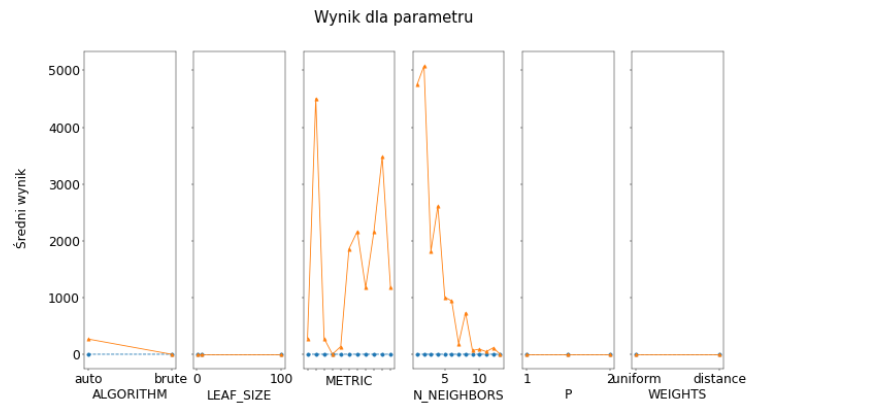 Wynik dla parametru
Średni wynik
5000
4000
3000
2000
1000
0
auto brute
ALGORITHM
0 100
LEAF_SIZE
METRIC
5 10
N_NEIGHBORS
1 2
P
uniform distance
WEIGHTS